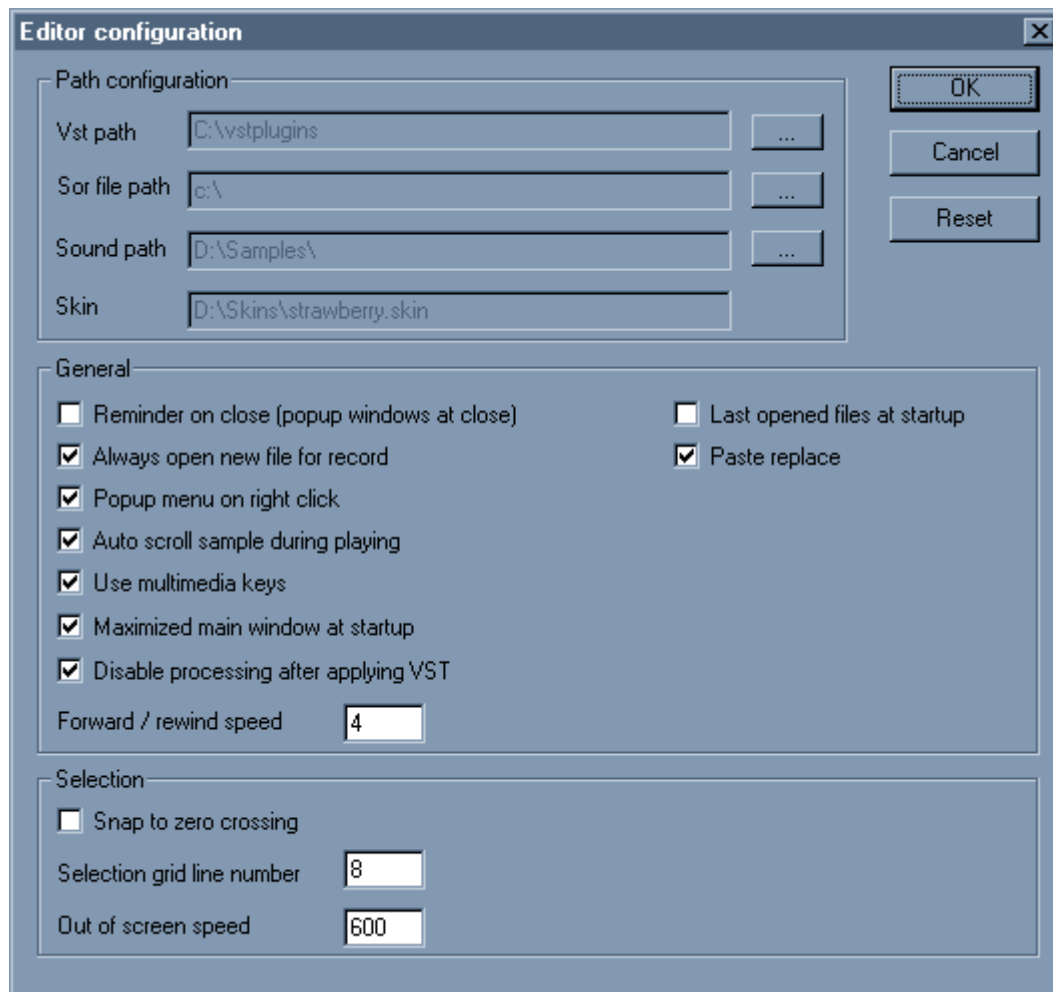 Editor configuration
Path configuration
OK
Vst path
C:\vstplugins
...
Cancel
Sor file path
c:\
...
Reset
Sound path
D:\Samples\
...
Skin
D:\Skins\strawberry.skin
General
Reminder on close (popup windows at close)
Last opened files at startup
Always open new file for record
Paste replace
Popup menu on right click
Auto scroll sample during playing
Use multimedia keys
Maximized main window at startup
Disable processing after applying VST
Forward / rewind speed
4
Selection
Snap to zero crossing
Selection grid line number
8
Out of screen speed
600